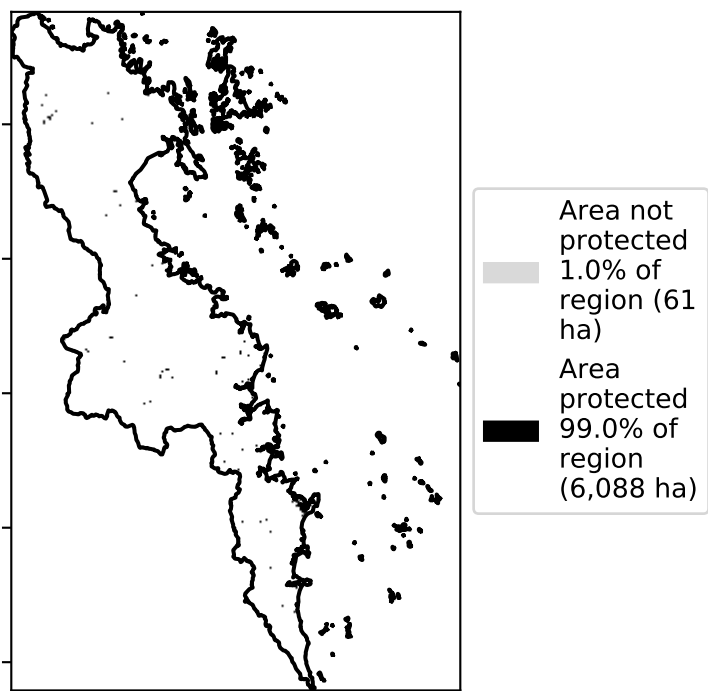 Area not
protected
1.0% of
region (61
ha)
Area
protected
99.0% of
region
(6,088 ha)